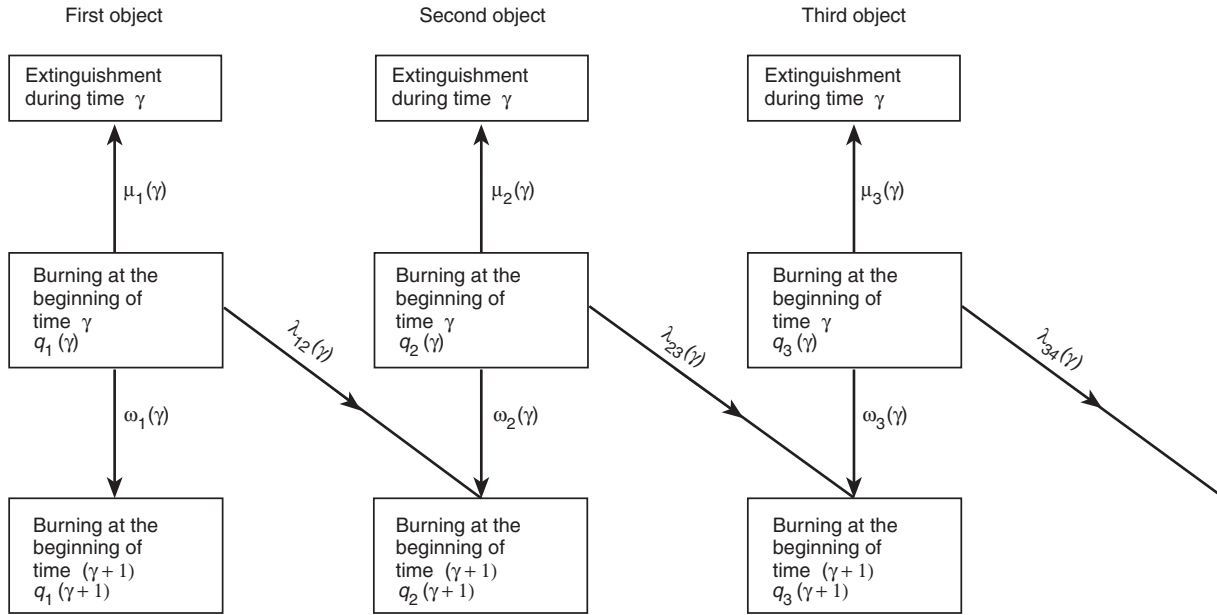 First object
Second object
Third object
Extinguishment
during time γ
Extinguishment
during time γ
Extinguishment
during time γ
μ₁(γ)
μ₂(γ)
μ₃(γ)
Burning at the
beginning of
time γ
q₁(γ)
Burning at the
beginning of
time γ
q₂(γ)
Burning at the
beginning of
time γ
q₃(γ)
λ₁₂(γ)
λ₂₃(γ)
λ₃₄(γ)
ω₁(γ)
ω₂(γ)
ω₃(γ)
Burning at the
beginning of
time (γ + 1)
q₁(γ + 1)
Burning at the
beginning of
time (γ + 1)
q₂(γ + 1)
Burning at the
beginning of
time (γ + 1)
q₃(γ + 1)